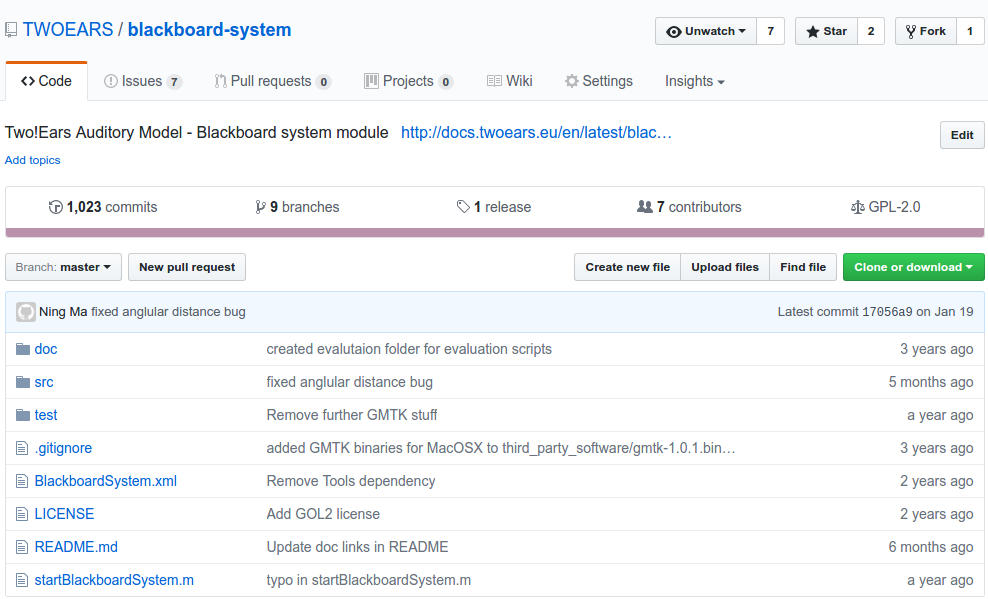 TWOEARS / blackboard-system
Unwatch 7 Star 2 Fork 1
Code Issues 7 Pull requests 0 Projects 0 Wiki Settings Insights
Two!Ears Auditory Model - Blackboard system module http://docs.twoears.eu/en/latest/blac…
Edit
Add topics
1,023 commits 9 branches 1 release 7 contributors GPL-2.0
Branch: master New pull request Create new file Upload files Find file Clone or download
Ning Ma fixed anglular distance bug Latest commit 17056a9 on Jan 19
doc created evalutaion folder for evaluation scripts 3 years ago
src fixed anglular distance bug 5 months ago
test Remove further GMTK stuff a year ago
.gitignore added GMTK binaries for MacOSX to third_party_software/gmtk-1.0.1.bin… 3 years ago
BlackboardSystem.xml Remove Tools dependency 2 years ago
LICENSE Add GOL2 license 2 years ago
README.md Update doc links in README 6 months ago
startBlackboardSystem.m typo in startBlackboardSystem.m a year ago